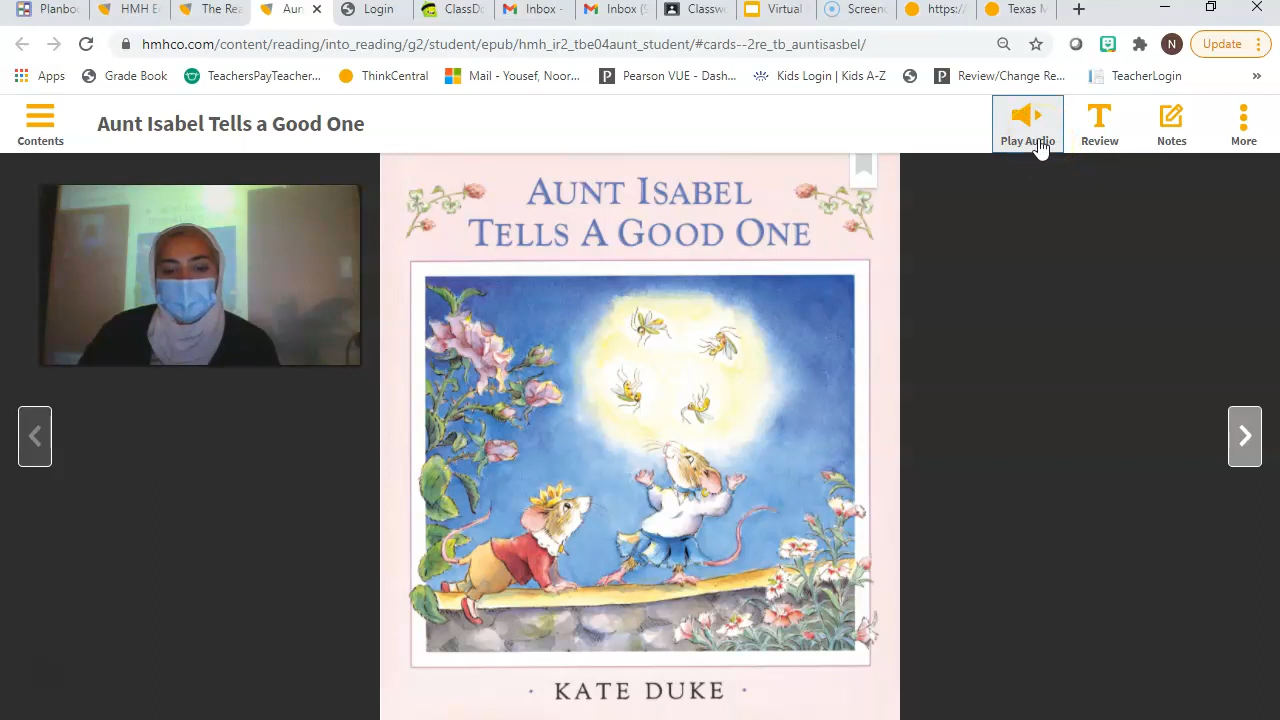 Planbo
HMH E
The Rea
Aun
Login
ClassDo
Inbox -
Inbox (9
Classw
Virtual
Screen
https:/
Texas M
hmhco.com/content/reading/into_reading/g2/student/epub/hmh_ir2_tbe04aunt_student/#cards--2re_tb_auntisasbel/
N
Update
Apps
Grade Book
TeachersPayTeacher...
ThinkCentral
Mail - Yousef, Noor...
Pearson VUE - Dash...
Kids Login | Kids A-Z
Review/Change Re...
TeacherLogin
»
Contents
Aunt Isabel Tells a Good One
Play Audio
Review
Notes
More
AUNT ISABEL
TELLS A GOOD ONE
· KATE DUKE ·